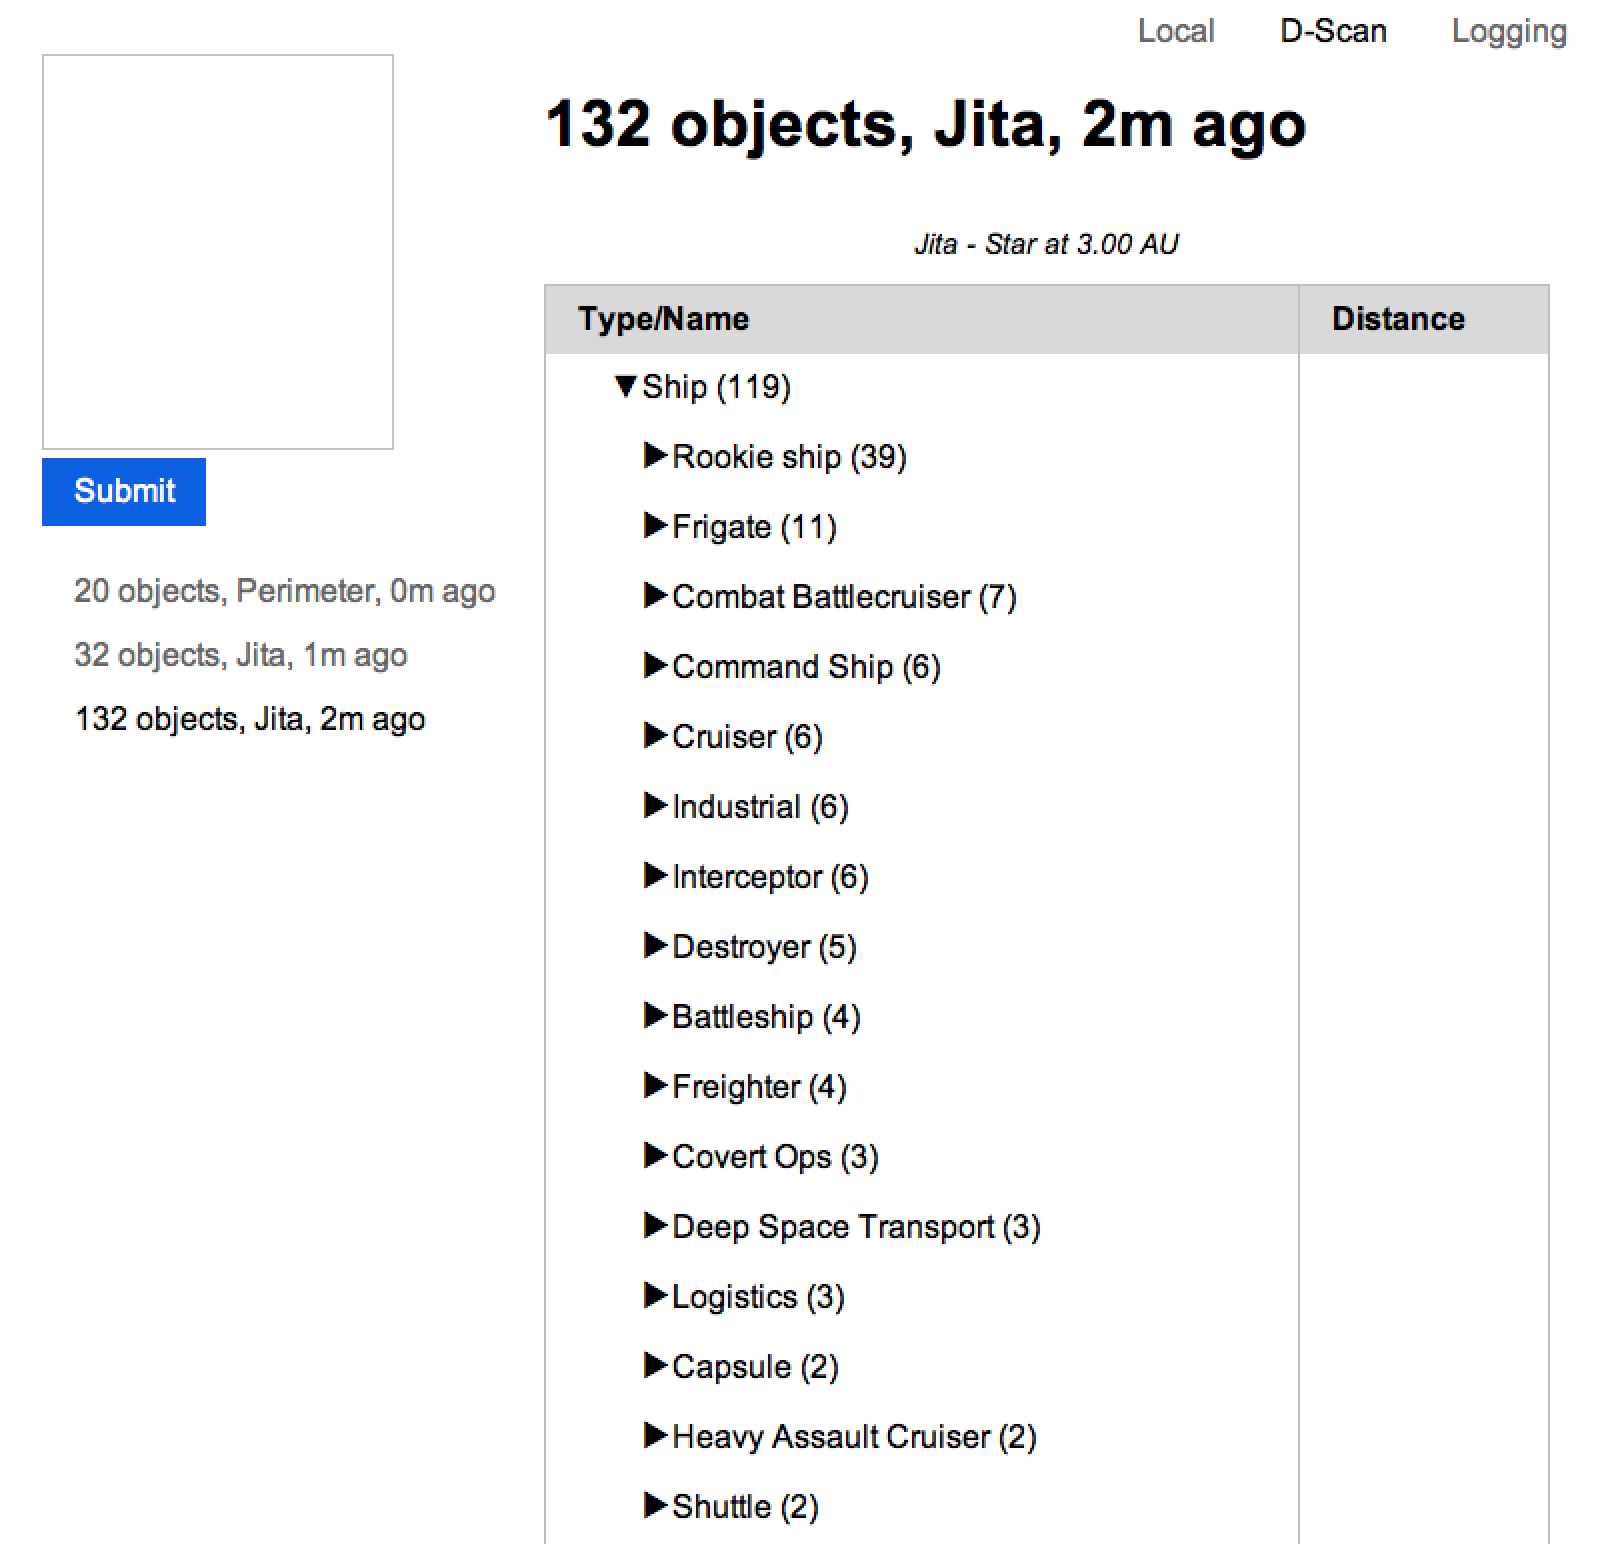 Local D-Scan Logging
132 objects, Jita, 2m ago
Submit
20 objects, Perimeter, 0m ago
32 objects, Jita, 1m ago
132 objects, Jita, 2m ago
Jita - Star at 3.00 AU
Type/Name Distance
▼Ship (119)
▶Rookie ship (39)
▶Frigate (11)
▶Combat Battlecruiser (7)
▶Command Ship (6)
▶Cruiser (6)
▶Industrial (6)
▶Interceptor (6)
▶Destroyer (5)
▶Battleship (4)
▶Freighter (4)
▶Covert Ops (3)
▶Deep Space Transport (3)
▶Logistics (3)
▶Capsule (2)
▶Heavy Assault Cruiser (2)
▶Shuttle (2)